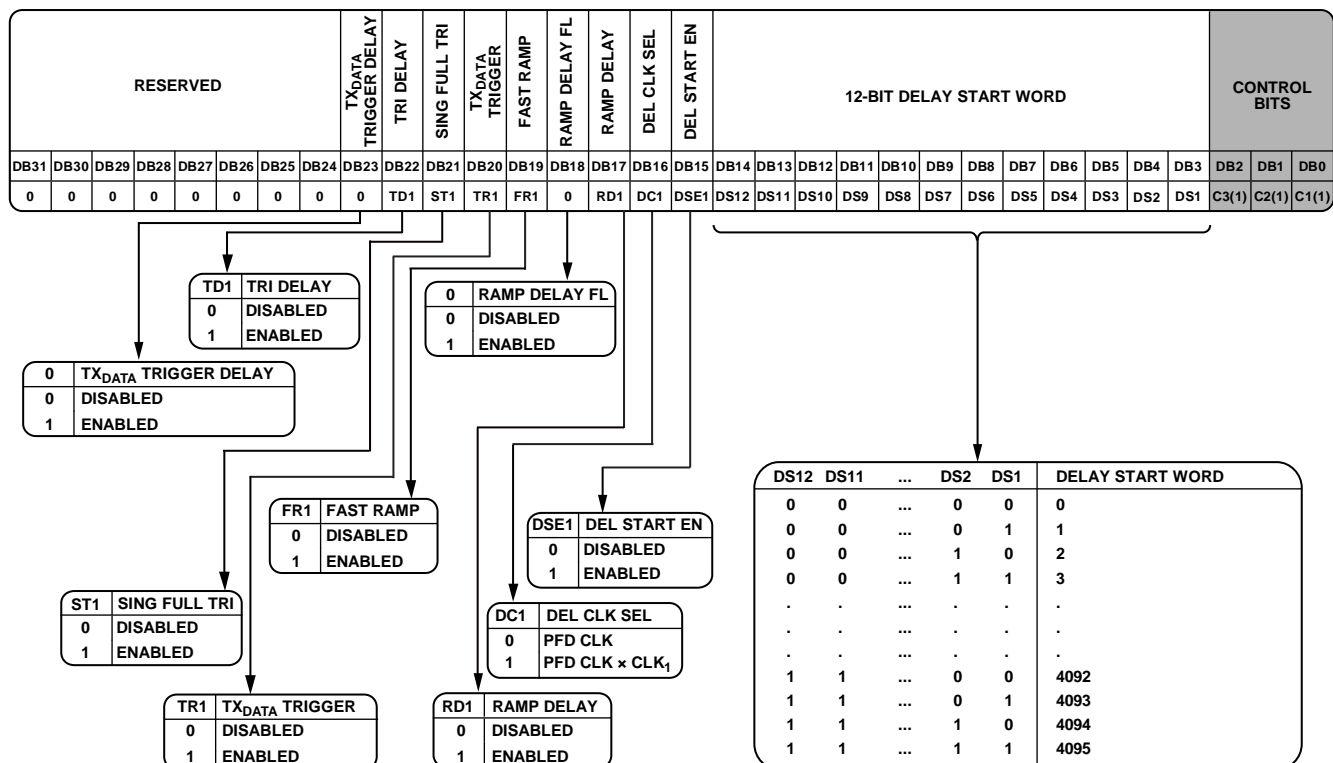 RESERVED
TXDATA
TRIGGER DELAY
TRI DELAY
SING FULL TRI
TXDATA
TRIGGER
FAST RAMP
RAMP DELAY FL
RAMP DELAY
DEL CLK SEL
DEL START EN
12-BIT DELAY START WORD
CONTROL
BITS
DB31 DB30 DB29 DB28 DB27 DB26 DB25 DB24 DB23 DB22 DB21 DB20 DB19 DB18 DB17 DB16 DB15 DB14 DB13 DB12 DB11 DB10 DB9 DB8 DB7 DB6 DB5 DB4 DB3 DB2 DB1 DB0
0 0 0 0 0 0 0 0 0 TD1 ST1 TR1 FR1 0 RD1 DC1 DSE1 DS12 DS11 DS10 DS9 DS8 DS7 DS6 DS5 DS4 DS3 DS2 DS1 C3(1) C2(1) C1(1)
TD1 TRI DELAY
0 DISABLED
1 ENABLED
0 RAMP DELAY FL
0 DISABLED
1 ENABLED
0 TXDATA TRIGGER DELAY
0 DISABLED
1 ENABLED
FR1 FAST RAMP
0 DISABLED
1 ENABLED
DSE1 DEL START EN
0 DISABLED
1 ENABLED
ST1 SING FULL TRI
0 DISABLED
1 ENABLED
DC1 DEL CLK SEL
0 PFD CLK
1 PFD CLK × CLK1
TR1 TXDATA TRIGGER
0 DISABLED
1 ENABLED
RD1 RAMP DELAY
0 DISABLED
1 ENABLED
DS12 DS11 ... DS2 DS1 DELAY START WORD
0 0 ... 0 0 0
0 0 ... 0 1 1
0 0 ... 1 0 2
0 0 ... 1 1 3
. . ... . . .
. . ... . . .
. . ... . . .
1 1 ... 0 0 4092
1 1 ... 0 1 4093
1 1 ... 1 0 4094
1 1 ... 1 1 4095